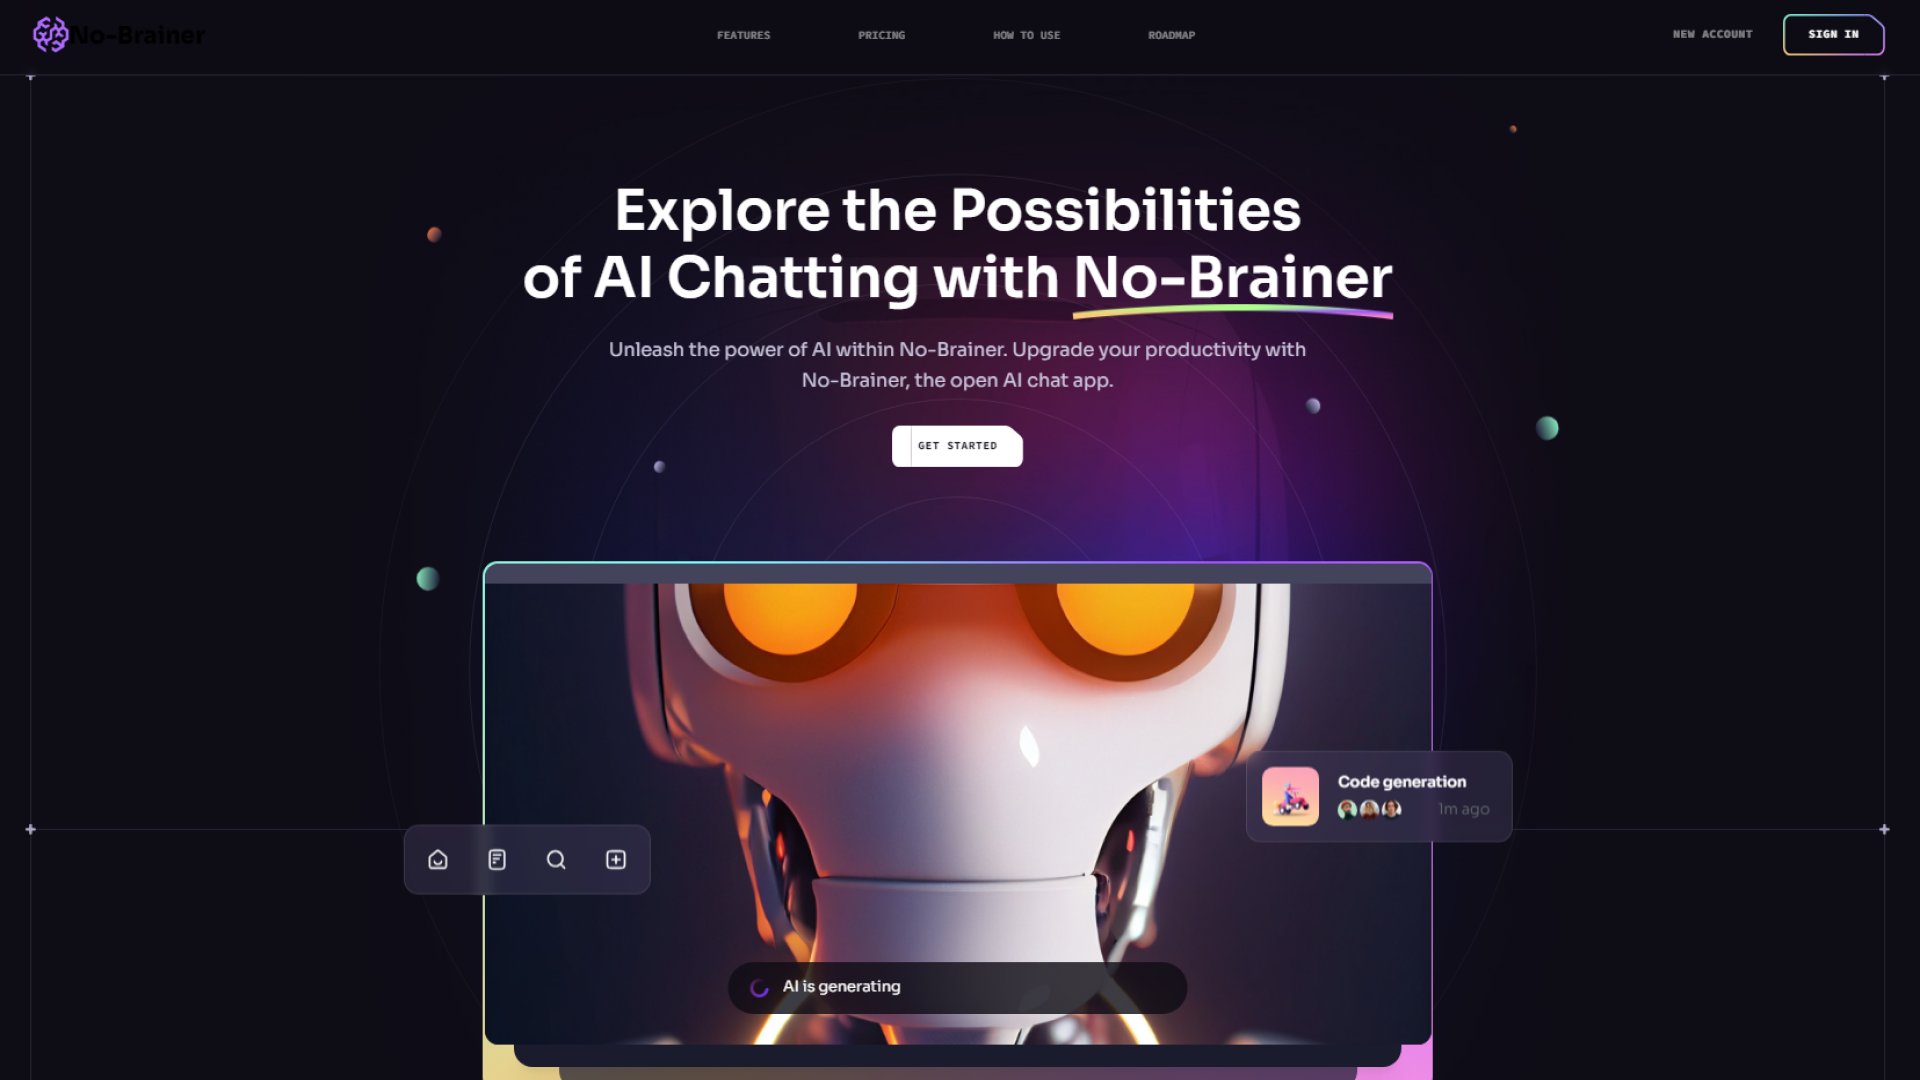 No-Brainer
FEATURES
PRICING
HOW TO USE
ROADMAP
NEW ACCOUNT
SIGN IN
Explore the Possibilities
of AI Chatting with No-Brainer
Unleash the power of AI within No-Brainer. Upgrade your productivity with
No-Brainer, the open AI chat app.
GET STARTED
Code generation
1m ago
AI is generating